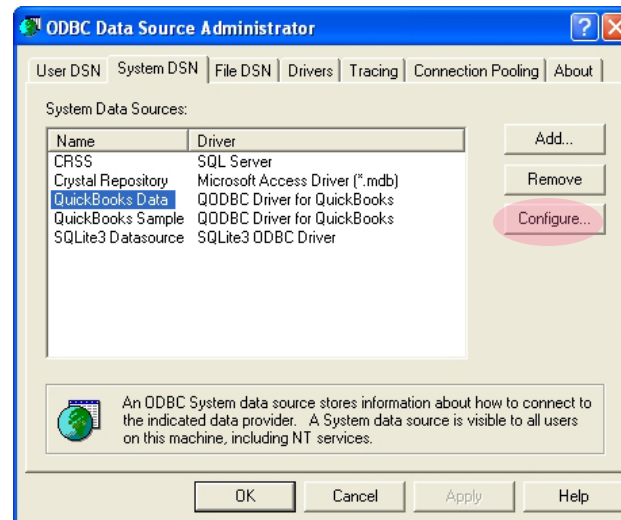 ODBC Data Source Administrator
User DSN System DSN File DSN Drivers Tracing Connection Pooling About
System Data Sources:
Name Driver
CRSS SQL Server
Crystal Repository Microsoft Access Driver (*.mdb)
QuickBooks Data QODBC Driver for QuickBooks
QuickBooks Sample QODBC Driver for QuickBooks
SQLite3 Datasource SQLite3 ODBC Driver
Add...
Remove
Configure...
An ODBC System data source stores information about how to connect to
the indicated data provider. A System data source is visible to all users
on this machine, including NT services.
OK Cancel Apply Help